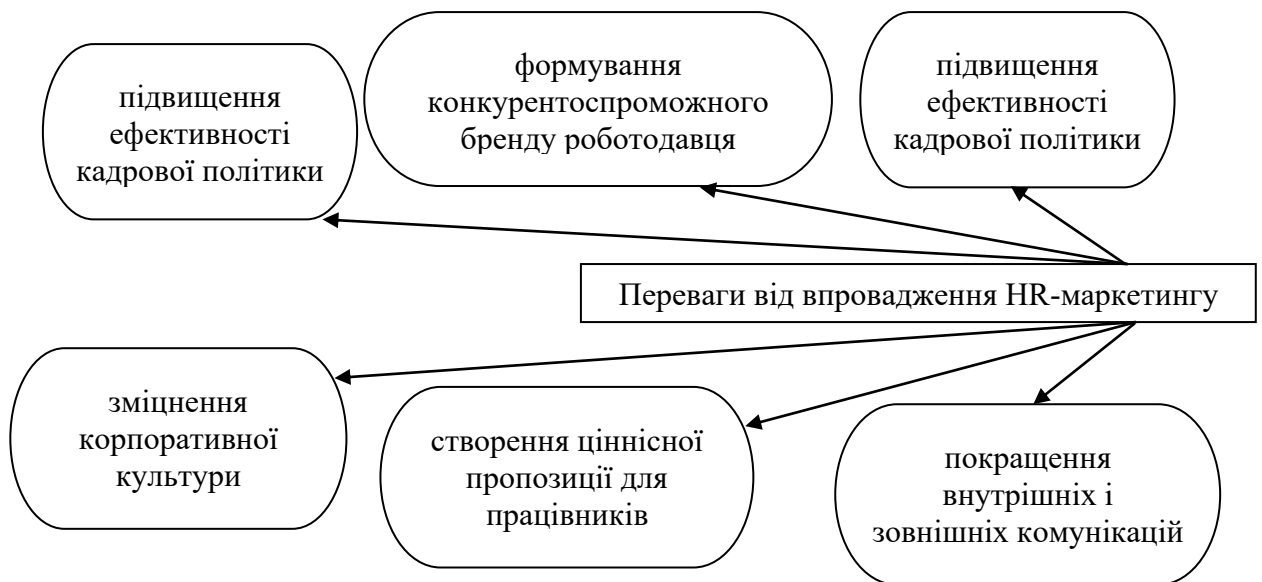 підвищення
ефективності
кадрової політики
формування
конкурентоспроможного
бренду роботодавця
підвищення
ефективності
кадрової політики
Переваги від впровадження HR-маркетингу
зміцнення
корпоративної
культури
створення ціннісної
пропозиції для
працівників
покращення
внутрішніх і
зовнішніх комунікацій